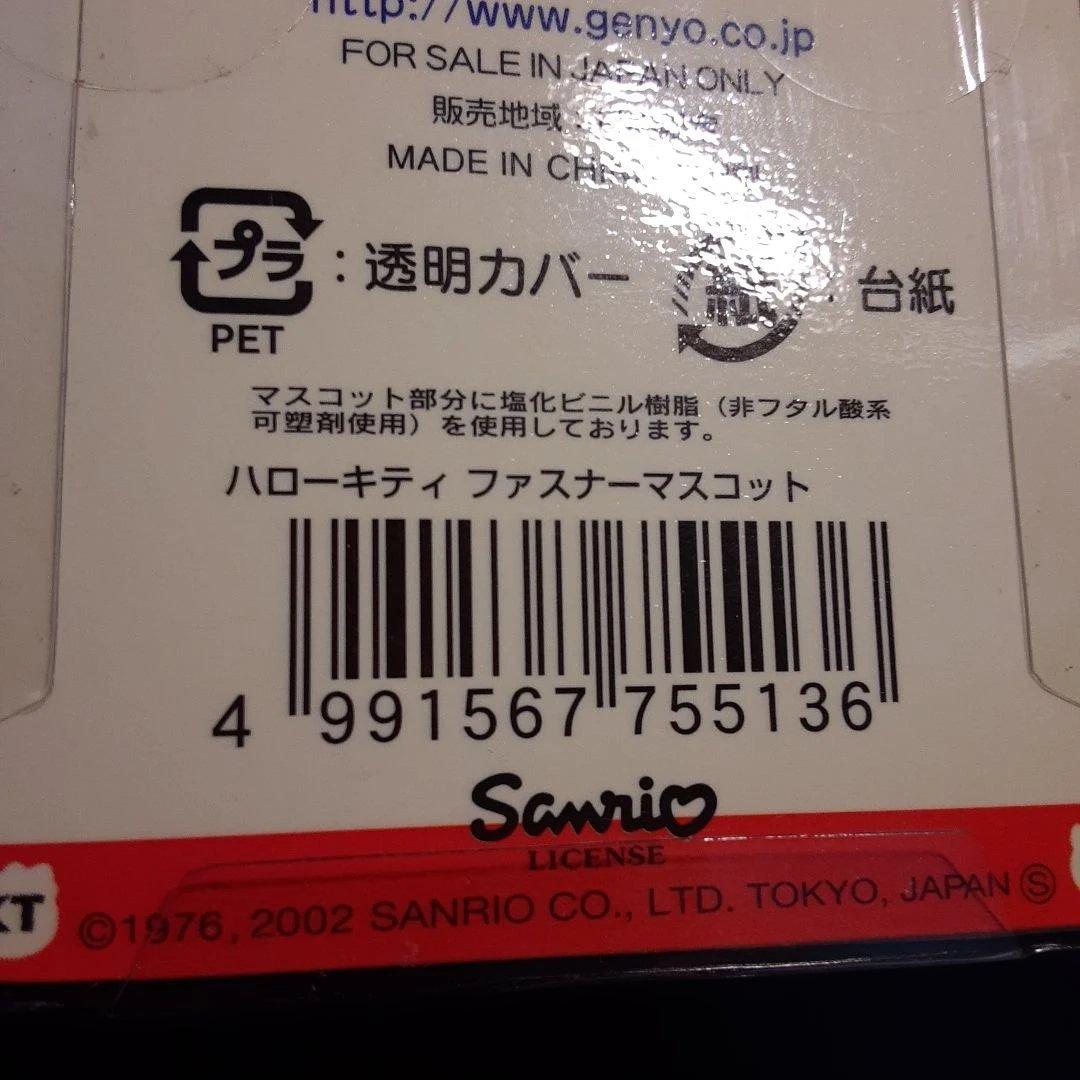 http://www.genyo.co.jp
FOR SALE IN JAPAN ONLY
販売地域:
MADE IN CHINA
プラ : 透明カバー
PET
紙 : 台紙
マスコット部分に塩化ビニル樹脂（非フタル酸系
可塑剤使用）を使用しております。
ハローキティ ファスナーマスコット
4 991567 755136
Sanrio
LICENSE
©1976, 2002 SANRIO CO., LTD. TOKYO, JAPAN Ⓢ